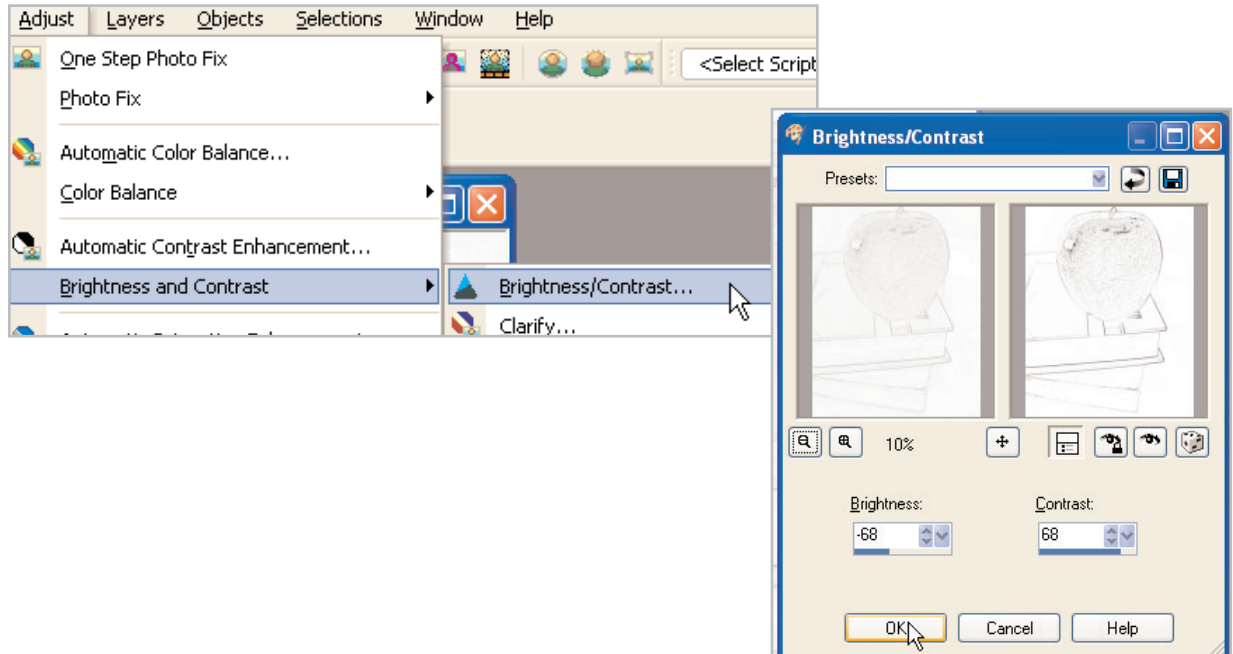 Adjust Layers Objects Selections Window Help
One Step Photo Fix
<Select Script
Photo Fix
Automatic Color Balance...
Color Balance
Automatic Contrast Enhancement...
Brightness and Contrast
Brightness/Contrast...
Clarify...
Brightness/Contrast
Presets:
10%
Brightness: Contrast:
-68 68
OK Cancel Help